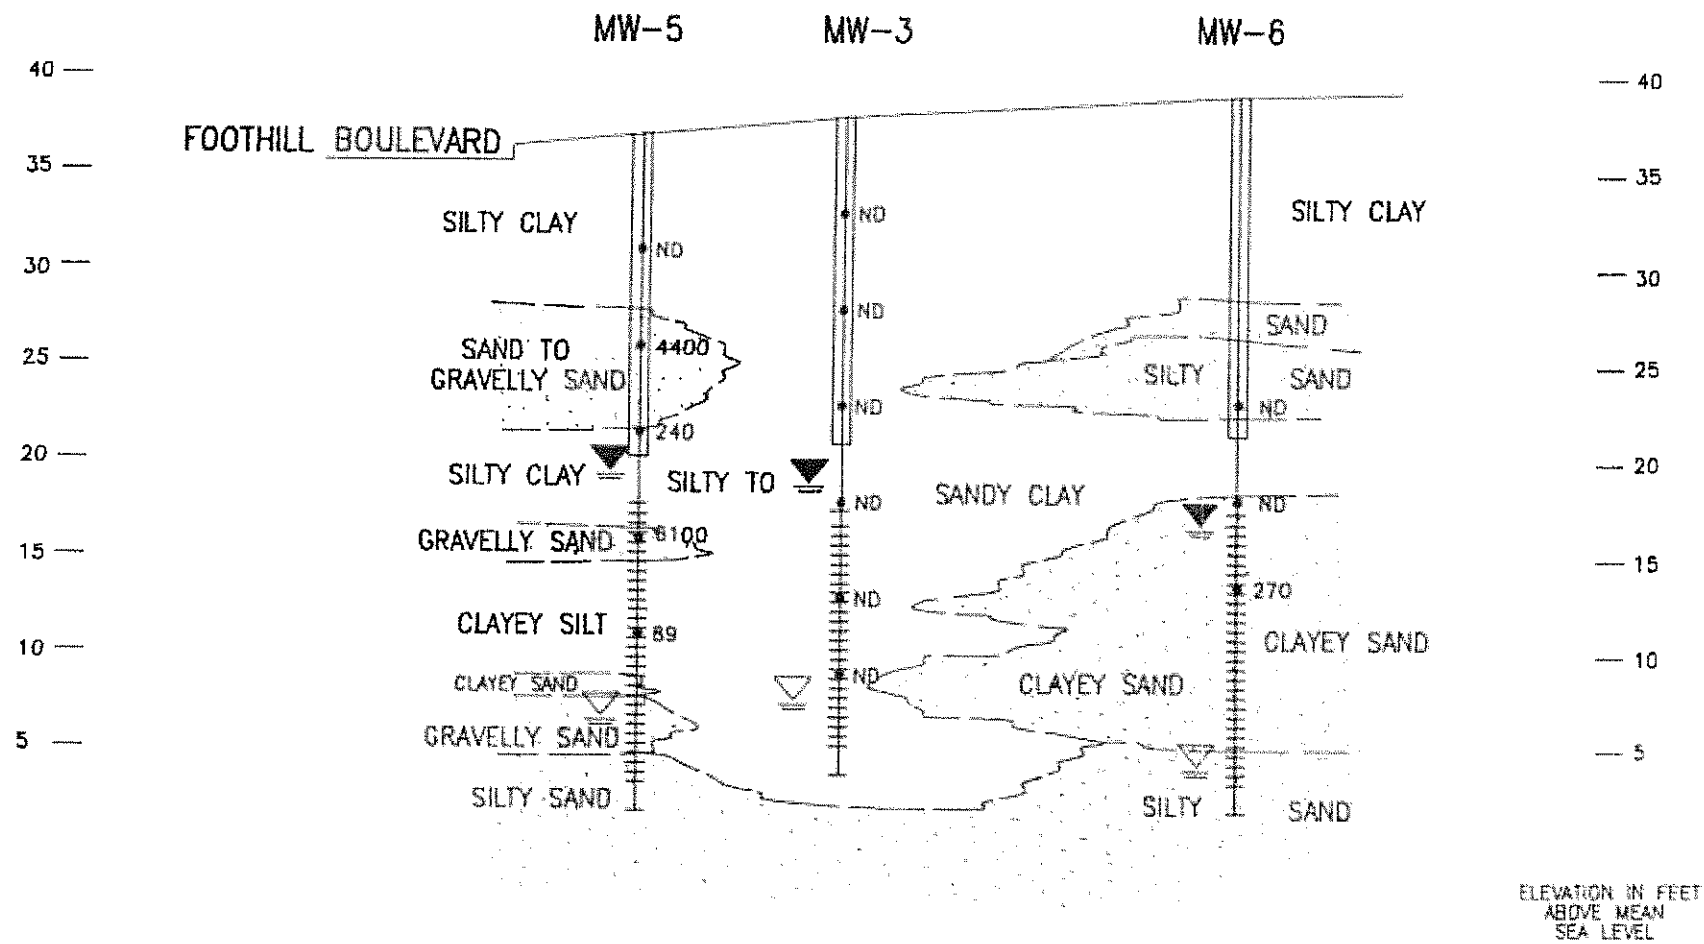 MW-5 MW-3 MW-6
40 40
FOOTHILL BOULEVARD
35 35
SILTY CLAY ND SILTY CLAY
ND
30 30
ND
SAND
SAND TO 4400
25 GRAVELLY SAND SILTY SAND 25
ND ND
240
20 20
SILTY CLAY SILTY TO SANDY CLAY
ND ND
GRAVELLY SAND 6100
15 15
ND 270
CLAYEY SILT 89
10 CLAYEY SAND 10
CLAYEY SAND ND CLAYEY SAND
GRAVELLY SAND
5 5
SILTY SAND SILTY SAND
ELEVATION IN FEET
ABOVE MEAN
SEA LEVEL